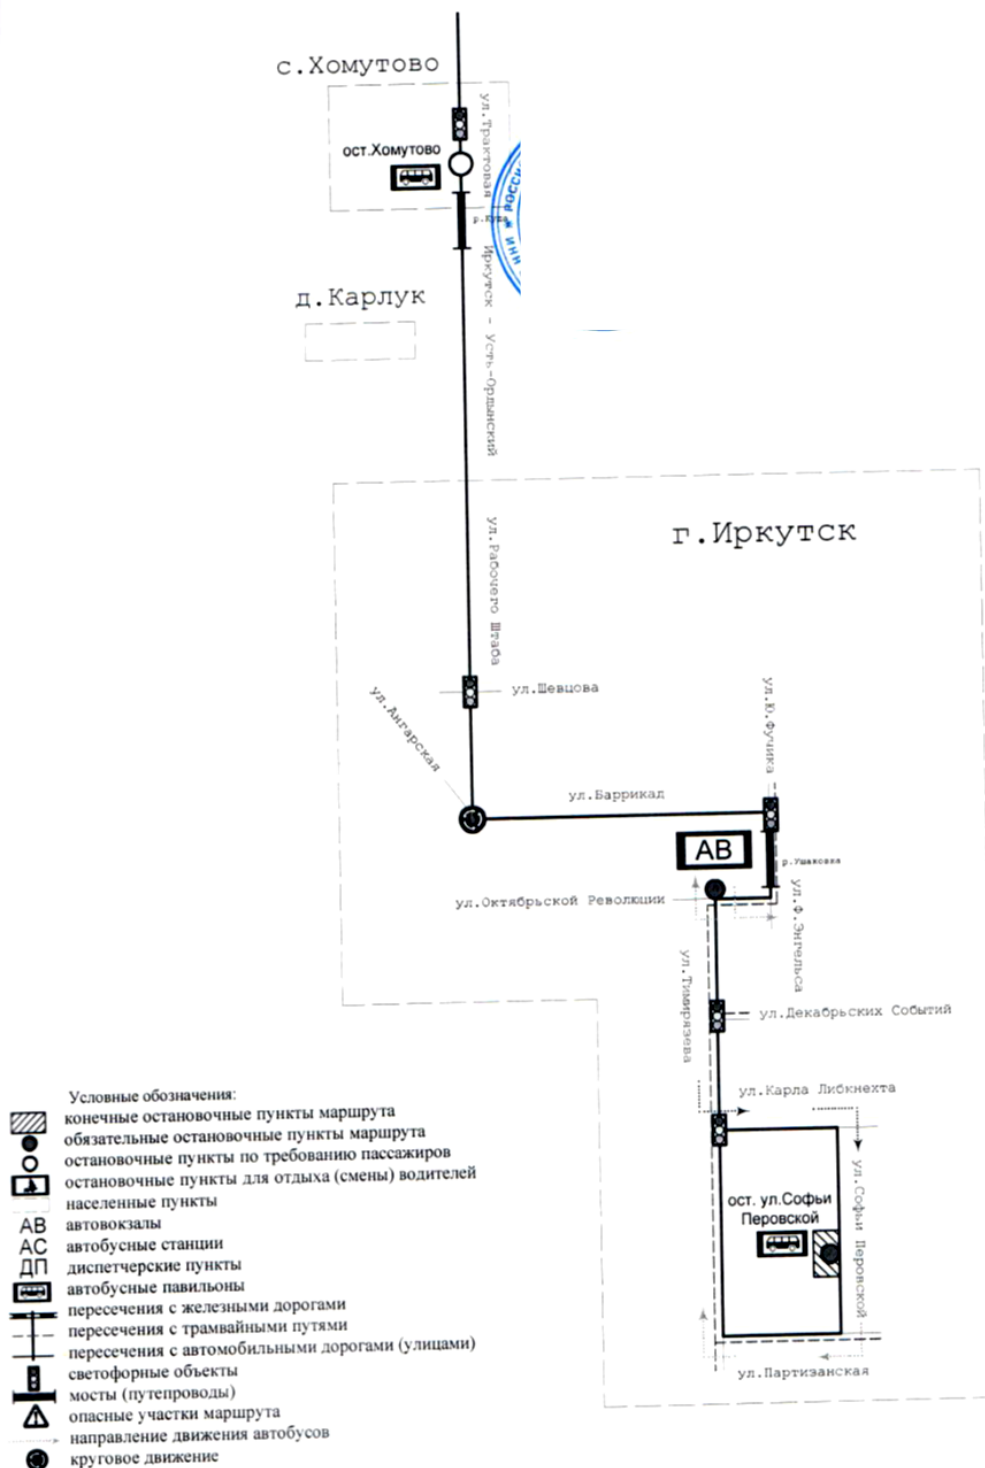 с.Хомутово
ул.Трактовая
ост.Хомутово
РОССИ
ИНН
Иркутск - Усть-Ордынский
д.Карлук
г.Иркутск
ул.Рабочего Штаба
ул.Шевцова
ул.Ангарская
ул.Ю.Фучика
ул.Баррикад
АВ
р.Ушаковка
ул.Октябрьской Революции
ул.Ф.Энгельса
ул.Тимирязева
ул.Декабрьских Событий
ул.Карла Либкнехта
ост. ул.Софьи
Перовской
ул.Софьи Перовской
ул.Партизанская
Условные обозначения:
конечные остановочные пункты маршрута
обязательные остановочные пункты маршрута
остановочные пункты по требованию пассажиров
остановочные пункты для отдыха (смены) водителей
населенные пункты
АВ автовокзалы
АС автобусные станции
ДП диспетчерские пункты
автобусные павильоны
пересечения с железными дорогами
пересечения с трамвайными путями
пересечения с автомобильными дорогами (улицами)
светофорные объекты
мосты (путепроводы)
опасные участки маршрута
направление движения автобусов
круговое движение